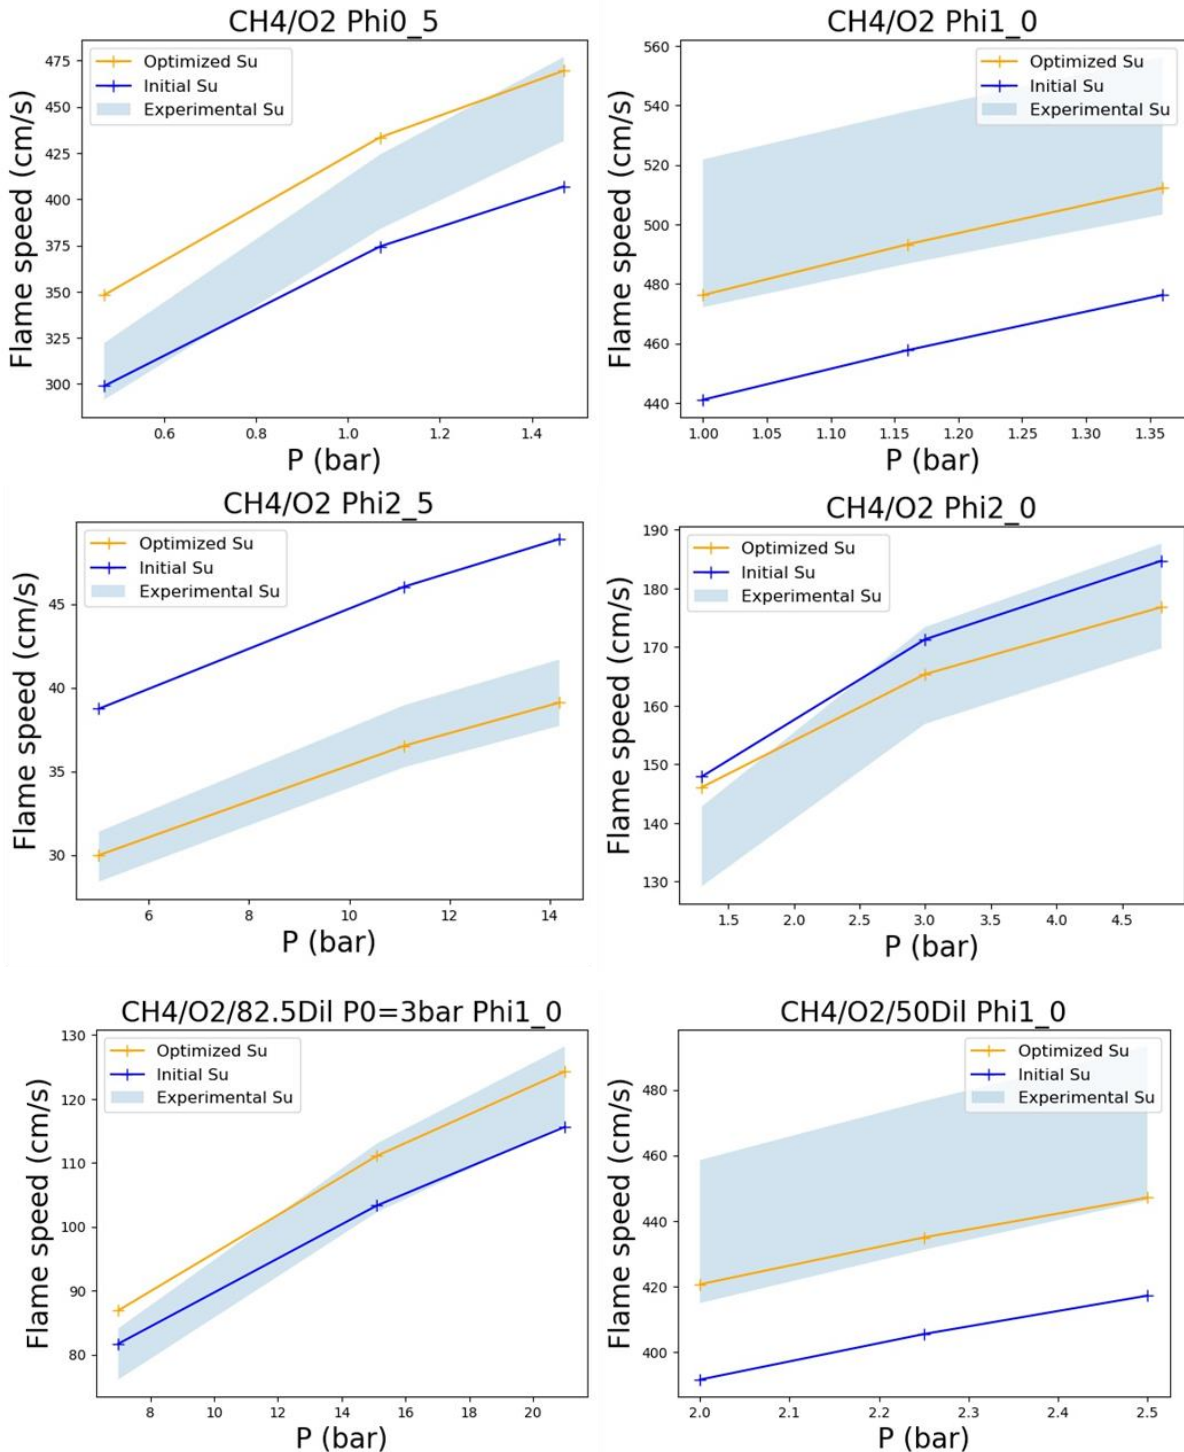 CH4/O2 Phi0_5
Optimized Su
Initial Su
Experimental Su
475
450
425
400
375
350
325
300
Flame speed (cm/s)
0.6 0.8 1.0 1.2 1.4
P (bar)
CH4/O2 Phi1_0
Optimized Su
Initial Su
Experimental Su
560
540
520
500
480
460
440
Flame speed (cm/s)
1.00 1.05 1.10 1.15 1.20 1.25 1.30 1.35
P (bar)
CH4/O2 Phi2_5
Optimized Su
Initial Su
Experimental Su
45
40
35
30
Flame speed (cm/s)
6 8 10 12 14
P (bar)
CH4/O2 Phi2_0
Optimized Su
Initial Su
Experimental Su
190
180
170
160
150
140
130
Flame speed (cm/s)
1.5 2.0 2.5 3.0 3.5 4.0 4.5
P (bar)
CH4/O2/82.5Dil P0=3bar Phi1_0
Optimized Su
Initial Su
Experimental Su
130
120
110
100
90
80
Flame speed (cm/s)
8 10 12 14 16 18 20
P (bar)
CH4/O2/50Dil Phi1_0
Optimized Su
Initial Su
Experimental Su
480
460
440
420
400
Flame speed (cm/s)
2.0 2.1 2.2 2.3 2.4 2.5
P (bar)